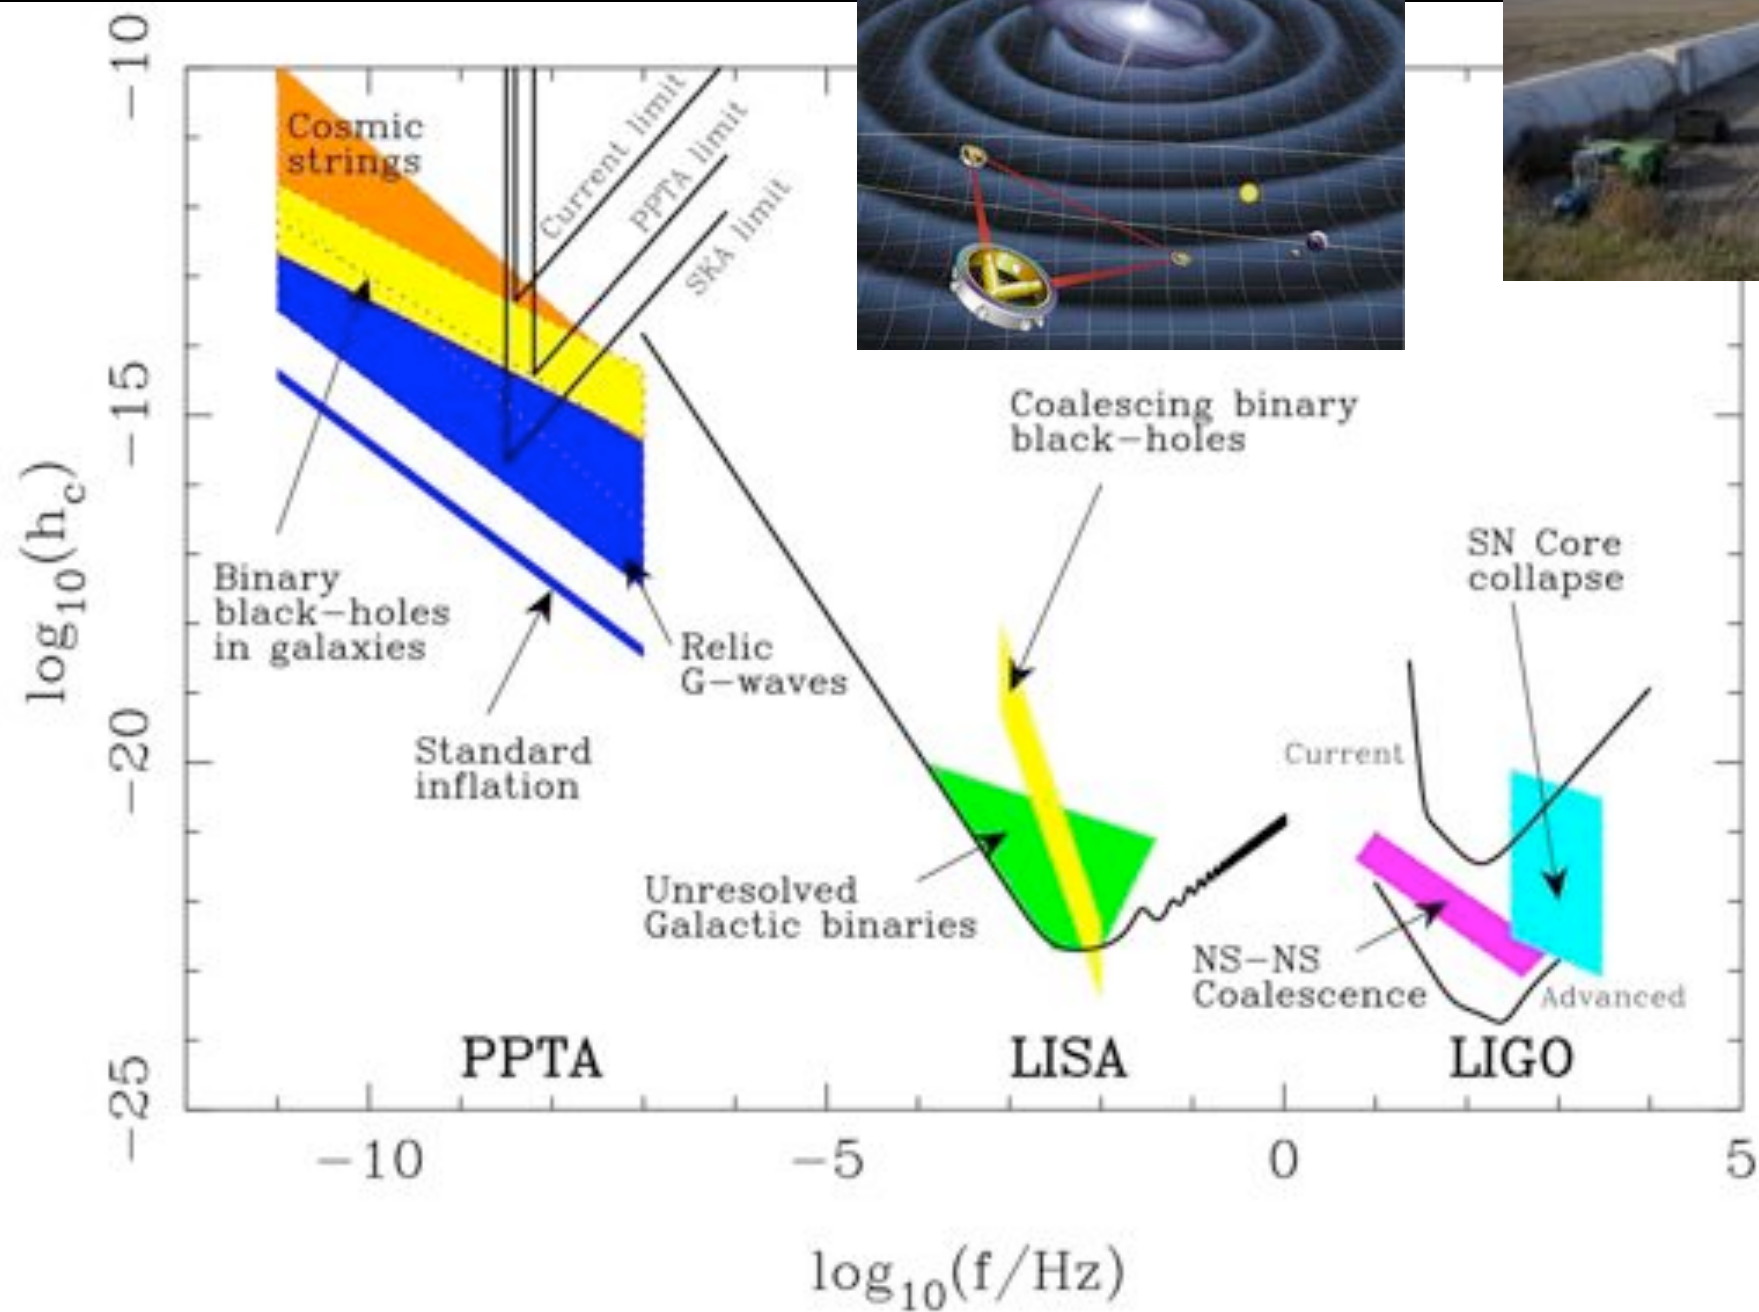 −10
−15
−20
−25
log10(hc)
Cosmic
strings
Current limit
PPTA limit
SKA limit
Coalescing binary
black−holes
SN Core
collapse
Binary
black−holes
in galaxies
Relic
G−waves
Standard
inflation
Current
Unresolved
Galactic binaries
NS−NS
Coalescence
Advanced
PPTA
LISA
LIGO
−10
−5
0
5
log10(f/Hz)